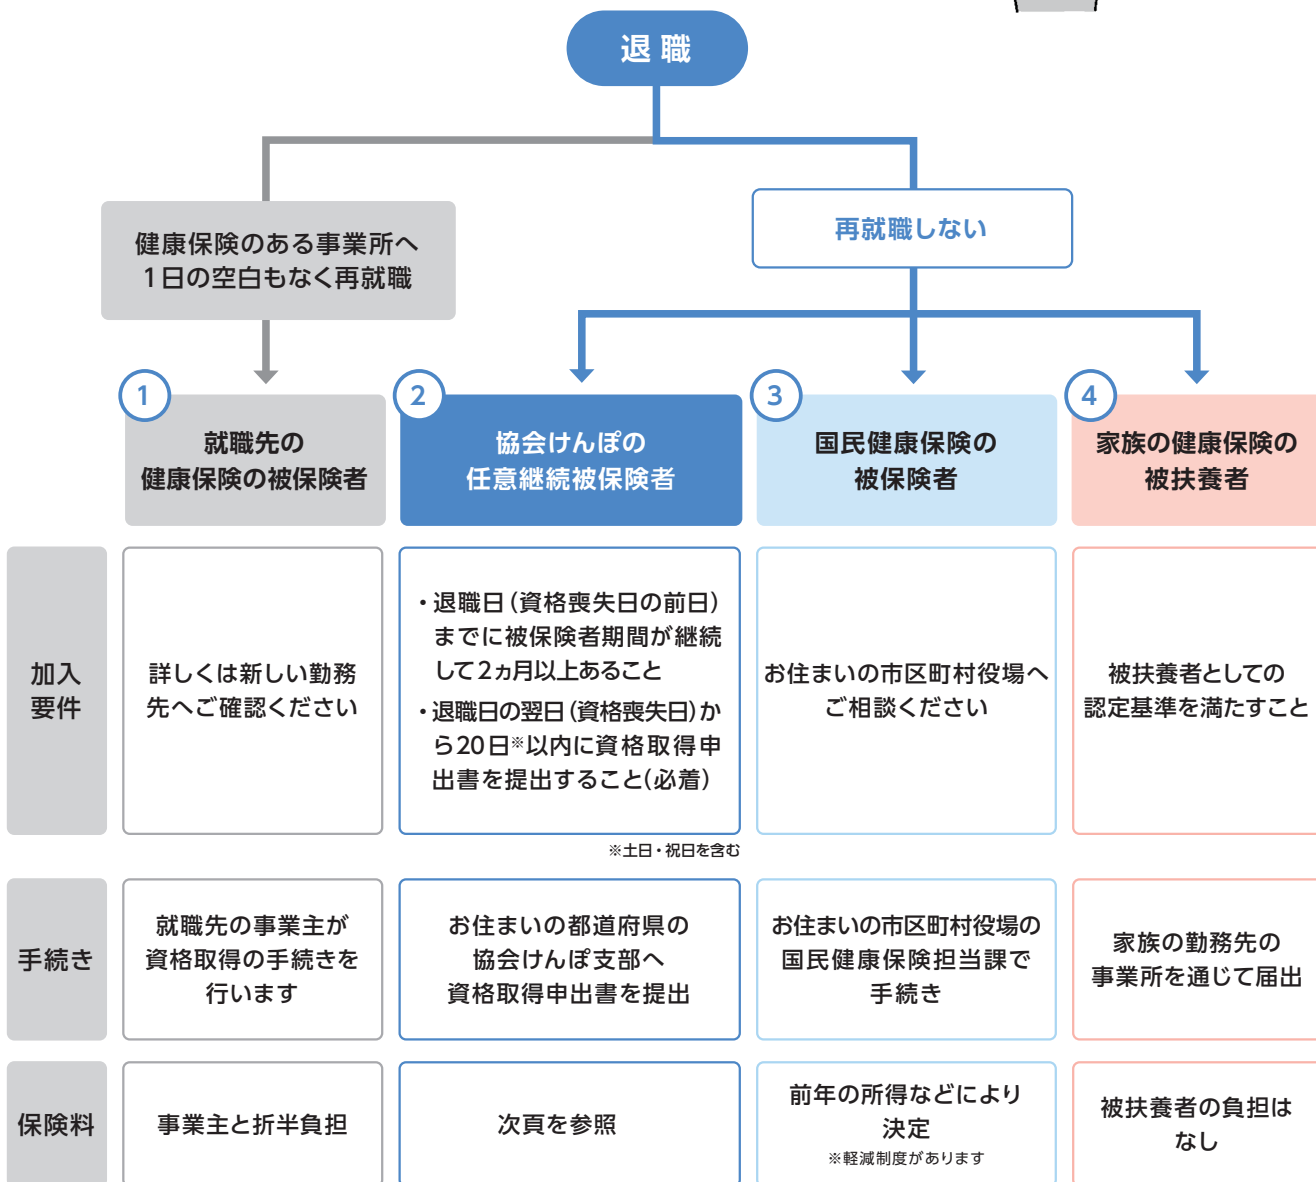 退職
健康保険のある事業所へ
1日の空白もなく再就職
再就職しない
1
就職先の
健康保険の被保険者
2
協会けんぽの
任意継続被保険者
3
国民健康保険の
被保険者
4
家族の健康保険の
被扶養者
加入
要件
詳しくは新しい勤務
先へご確認ください
・退職日(資格喪失日の前日)
までに被保険者期間が継続
して2ヵ月以上あること
・退職日の翌日(資格喪失日)か
ら20日※以内に資格取得申
出書を提出すること(必着)
※土日・祝日を含む
お住まいの市区町村役場へ
ご相談ください
被扶養者としての
認定基準を満たすこと
手続き
就職先の事業主が
資格取得の手続きを
行います
お住まいの都道府県の
協会けんぽ支部へ
資格取得申出書を提出
お住まいの市区町村役場の
国民健康保険担当課で
手続き
家族の勤務先の
事業所を通じて届出
保険料
事業主と折半負担
次頁を参照
前年の所得などにより
決定
※軽減制度があります
被扶養者の負担は
なし